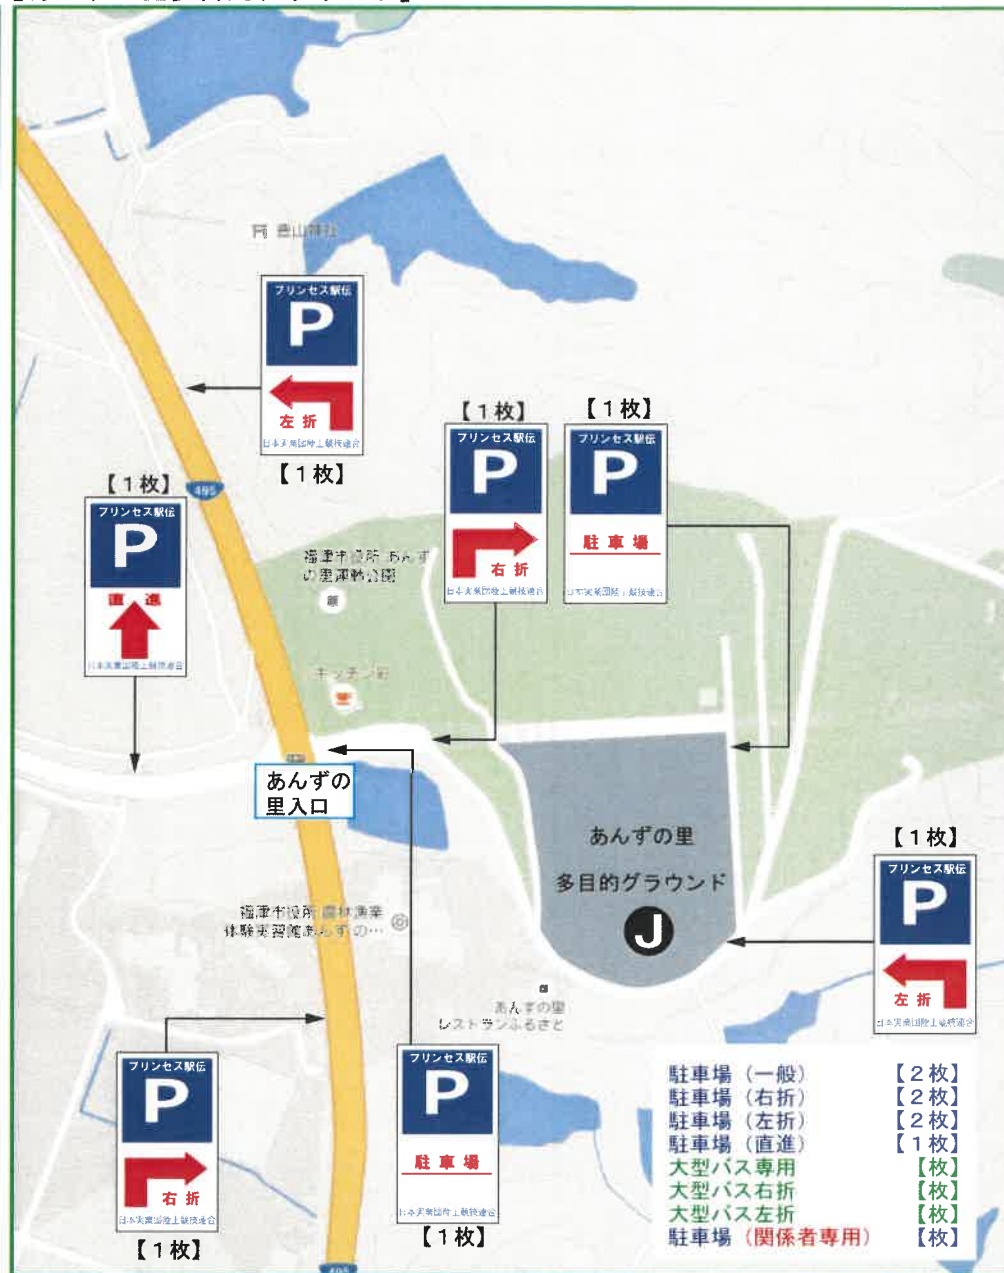 豊山神社
プリンセス駅伝
P
左折
日本実業団陸上競技連合
【1枚】
【1枚】
プリンセス駅伝
P
右折
日本実業団陸上競技連合
【1枚】
プリンセス駅伝
P
駐車場
日本実業団陸上競技連合
495
【1枚】
プリンセス駅伝
P
直進
日本実業団陸上競技連合
福津市役所 あんず
の里運動公園
キッチン
あんずの
里入口
あんずの里
多目的グラウンド
J
【1枚】
プリンセス駅伝
P
左折
日本実業団陸上競技連合
福津市役所 農林漁業
体験実習館あんずの…
あんずの里
レストランふるさと
プリンセス駅伝
P
右折
日本実業団陸上競技連合
【1枚】
プリンセス駅伝
P
駐車場
日本実業団陸上競技連合
【1枚】
駐車場(一般) 【2枚】
駐車場(右折) 【2枚】
駐車場(左折) 【2枚】
駐車場(直進) 【1枚】
大型バス専用 【枚】
大型バス右折 【枚】
大型バス左折 【枚】
駐車場(関係者専用) 【枚】
495